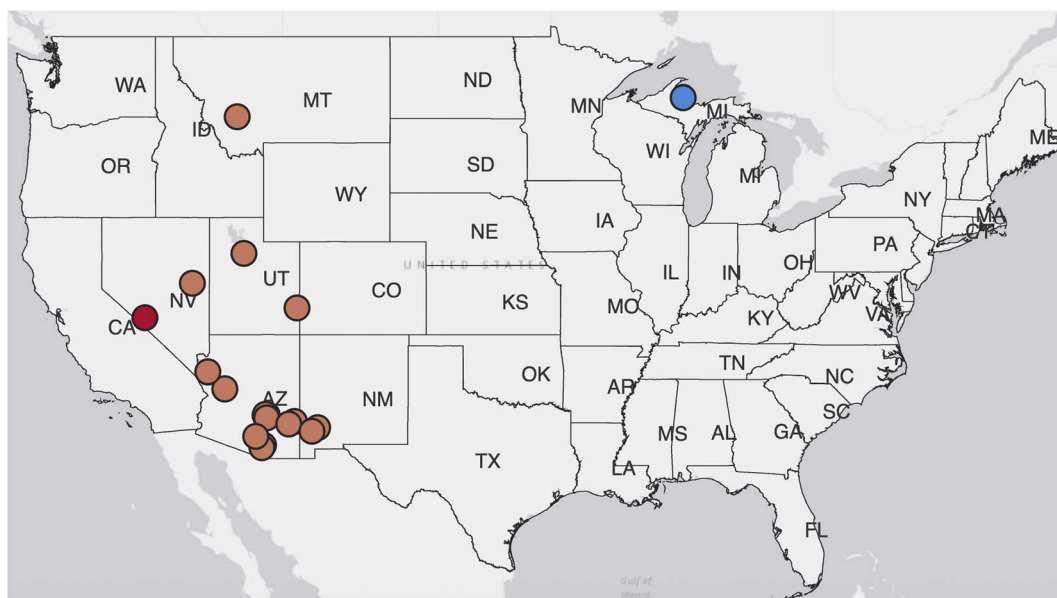 WA
MT
ND
MN
MI
ME
ID
OR
SD
WI
MI
WY
NY
MA
CT
NE
IA
PA
UNITED STATES
NV
UT
CO
IL
IN
OH
KS
MO
WV
VA
CA
KY
AZ
NM
OK
AR
TN
NC
SC
TX
MS
AL
GA
LA
FL
Gulf of
Mexico